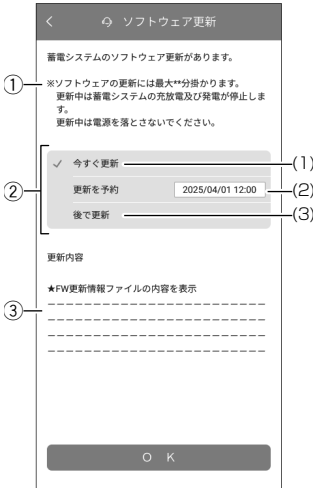 ソフトウェア更新
蓄電システムのソフトウェア更新があります。
① ※ソフトウェアの更新には最大**分掛かります。
更新中は蓄電システムの充放電及び発電が停止しま
す。
更新中は電源を落とさないでください。
② ✓ 今すぐ更新 (1)
更新を予約 2025/04/01 12:00 (2)
後で更新 (3)
更新内容
★FW更新情報ファイルの内容を表示
③
ＯＫ